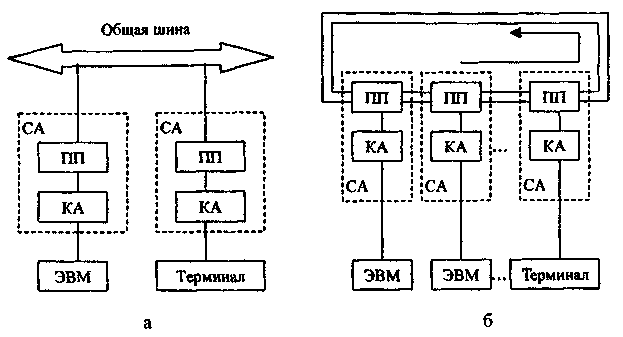 Общая шина
СА
СА
ПП
ПП
КА
КА
ЭВМ
Терминал
а
ПП
ПП
ПП
КА
КА
...
КА
СА
СА
СА
ЭВМ
ЭВМ
...
Терминал
б